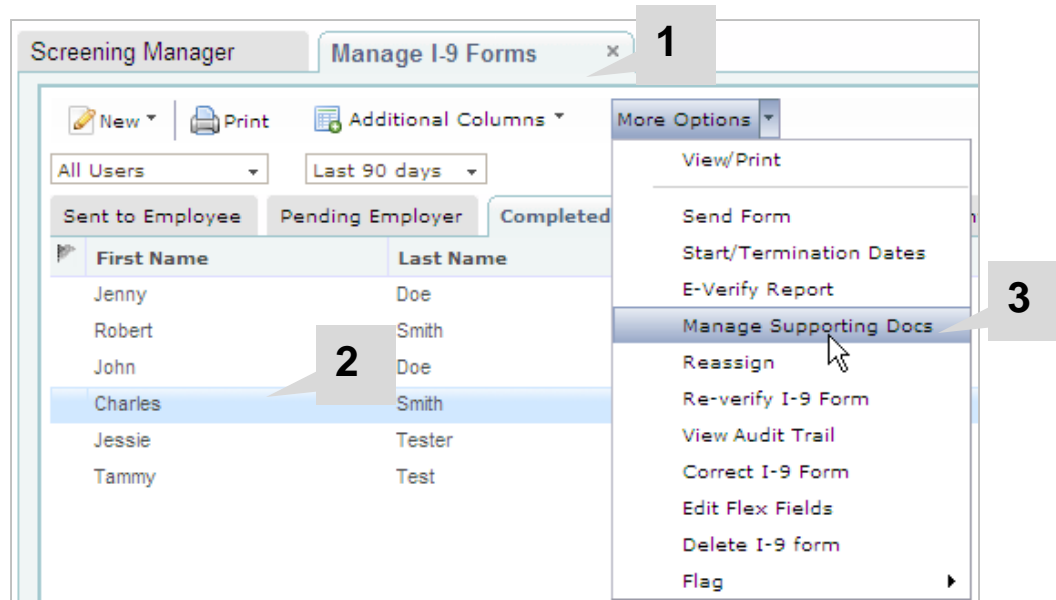 Screening Manager Manage I-9 Forms × 1
New Print Additional Columns More Options
All Users Last 90 days
Sent to Employee Pending Employer Completed
First Name Last Name
Jenny Doe
Robert Smith
John Doe
Charles Smith
Jessie Tester
Tammy Test
2
View/Print
Send Form
Start/Termination Dates
E-Verify Report
Manage Supporting Docs
Reassign
Re-verify I-9 Form
View Audit Trail
Correct I-9 Form
Edit Flex Fields
Delete I-9 form
Flag
3